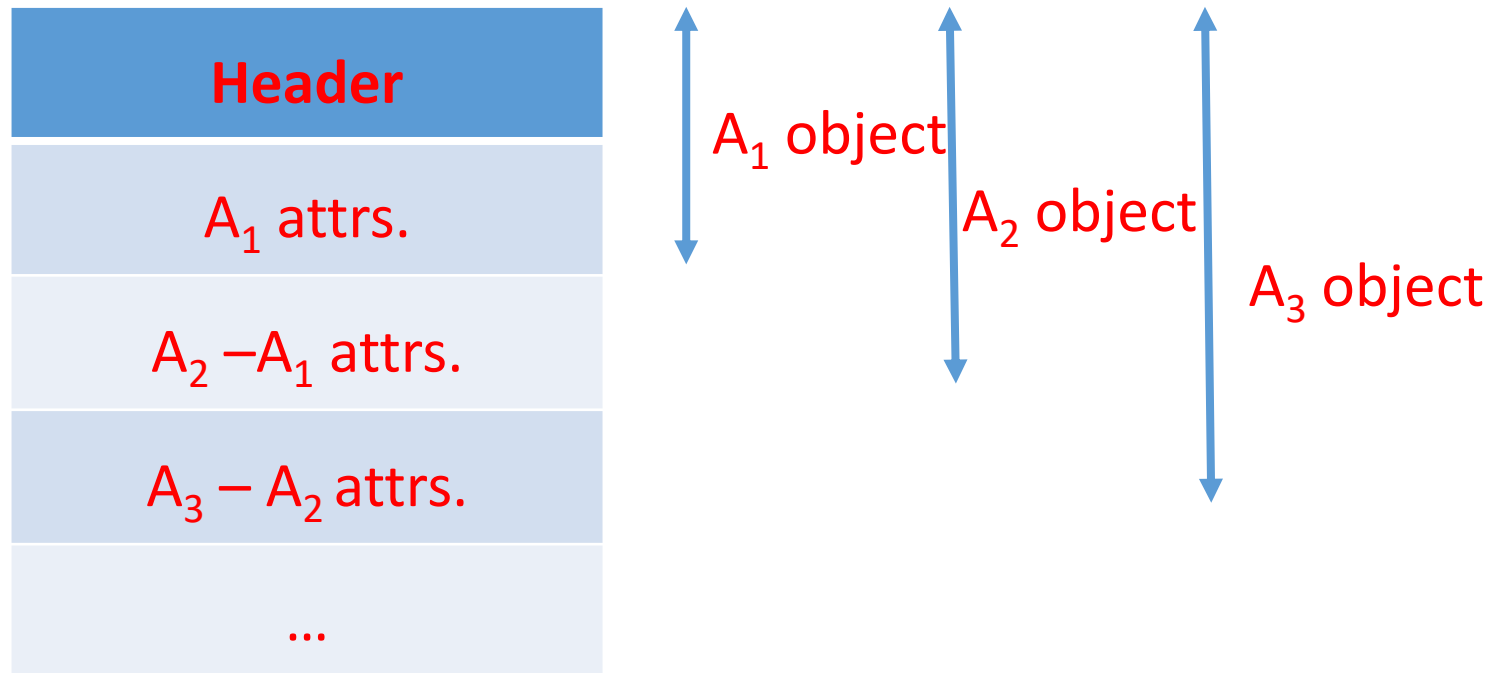 Header
A₁ attrs.
A₂ –A₁ attrs.
A₃ – A₂ attrs.
...
A₁ object
A₂ object
A₃ object